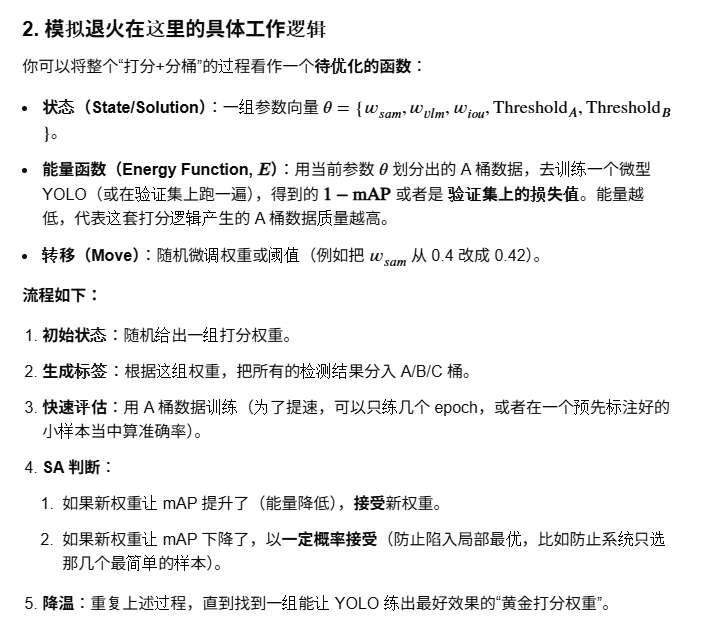 2. 模拟退火在这里的具体工作逻辑
你可以将整个“打分+分桶”的过程看作一个待优化的函数：
• 状态（State/Solution）：一组参数向量 θ = {w_sam, w_vlm, w_iou, Threshold_A, Threshold_B
}。
• 能量函数（Energy Function, E）：用当前参数 θ 划分出的 A 桶数据，去训练一个微型
YOLO（或在验证集上跑一遍），得到的 1 − mAP 或者是 验证集上的损失值。能量越
低，代表这套打分逻辑产生的 A 桶数据质量越高。
• 转移（Move）：随机微调权重或阈值（例如把 w_sam 从 0.4 改成 0.42）。
流程如下：
1. 初始状态：随机给出一组打分权重。
2. 生成标签：根据这组权重，把所有的检测结果分入 A/B/C 桶。
3. 快速评估：用 A 桶数据训练（为了提速，可以只练几个 epoch，或者在一个预先标注好的
小样本当中算准确率）。
4. SA 判断：
1. 如果新权重让 mAP 提升了（能量降低），接受新权重。
2. 如果新权重让 mAP 下降了，以一定概率接受（防止陷入局部最优，比如防止系统只选
那几个最简单的样本）。
5. 降温：重复上述过程，直到找到一组能让 YOLO 练出最好效果的“黄金打分权重”。